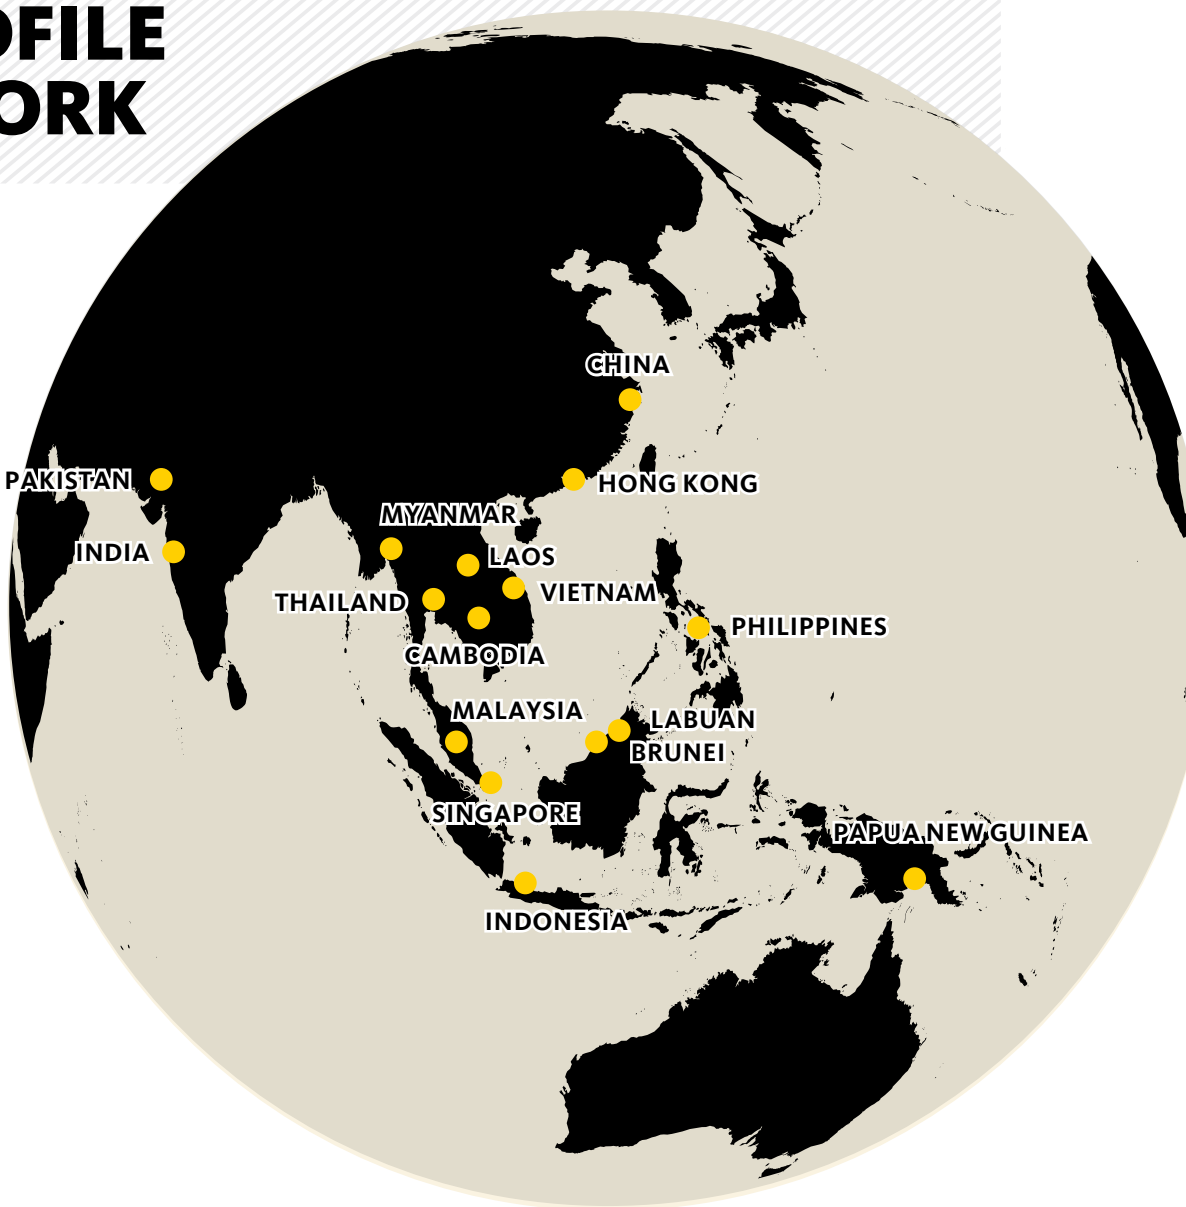 OFILE
ORK
CHINA
PAKISTAN
HONG KONG
MYANMAR
INDIA
LAOS
VIETNAM
THAILAND
PHILIPPINES
CAMBODIA
MALAYSIA
LABUAN
BRUNEI
SINGAPORE
PAPUA NEW GUINEA
INDONESIA